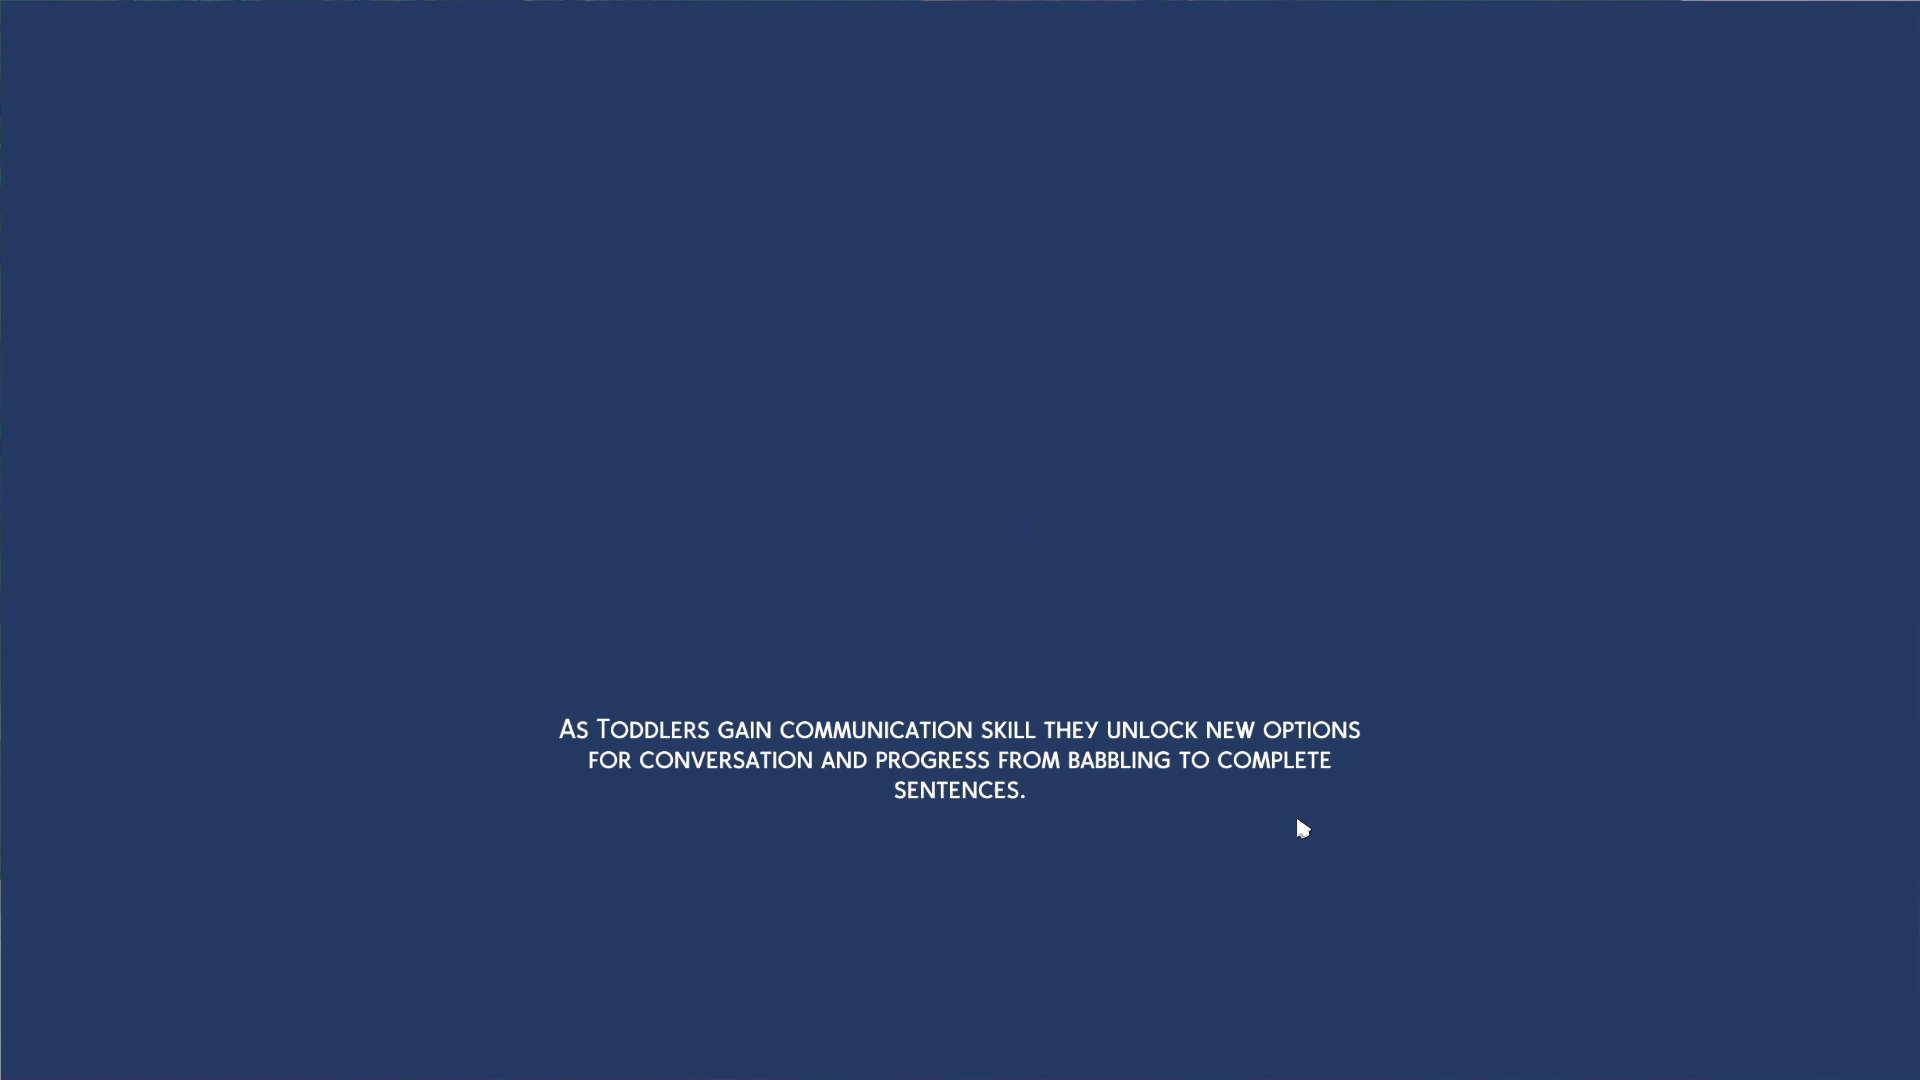 As Toddlers gain communication skill they unlock new options
for conversation and progress from babbling to complete
sentences.